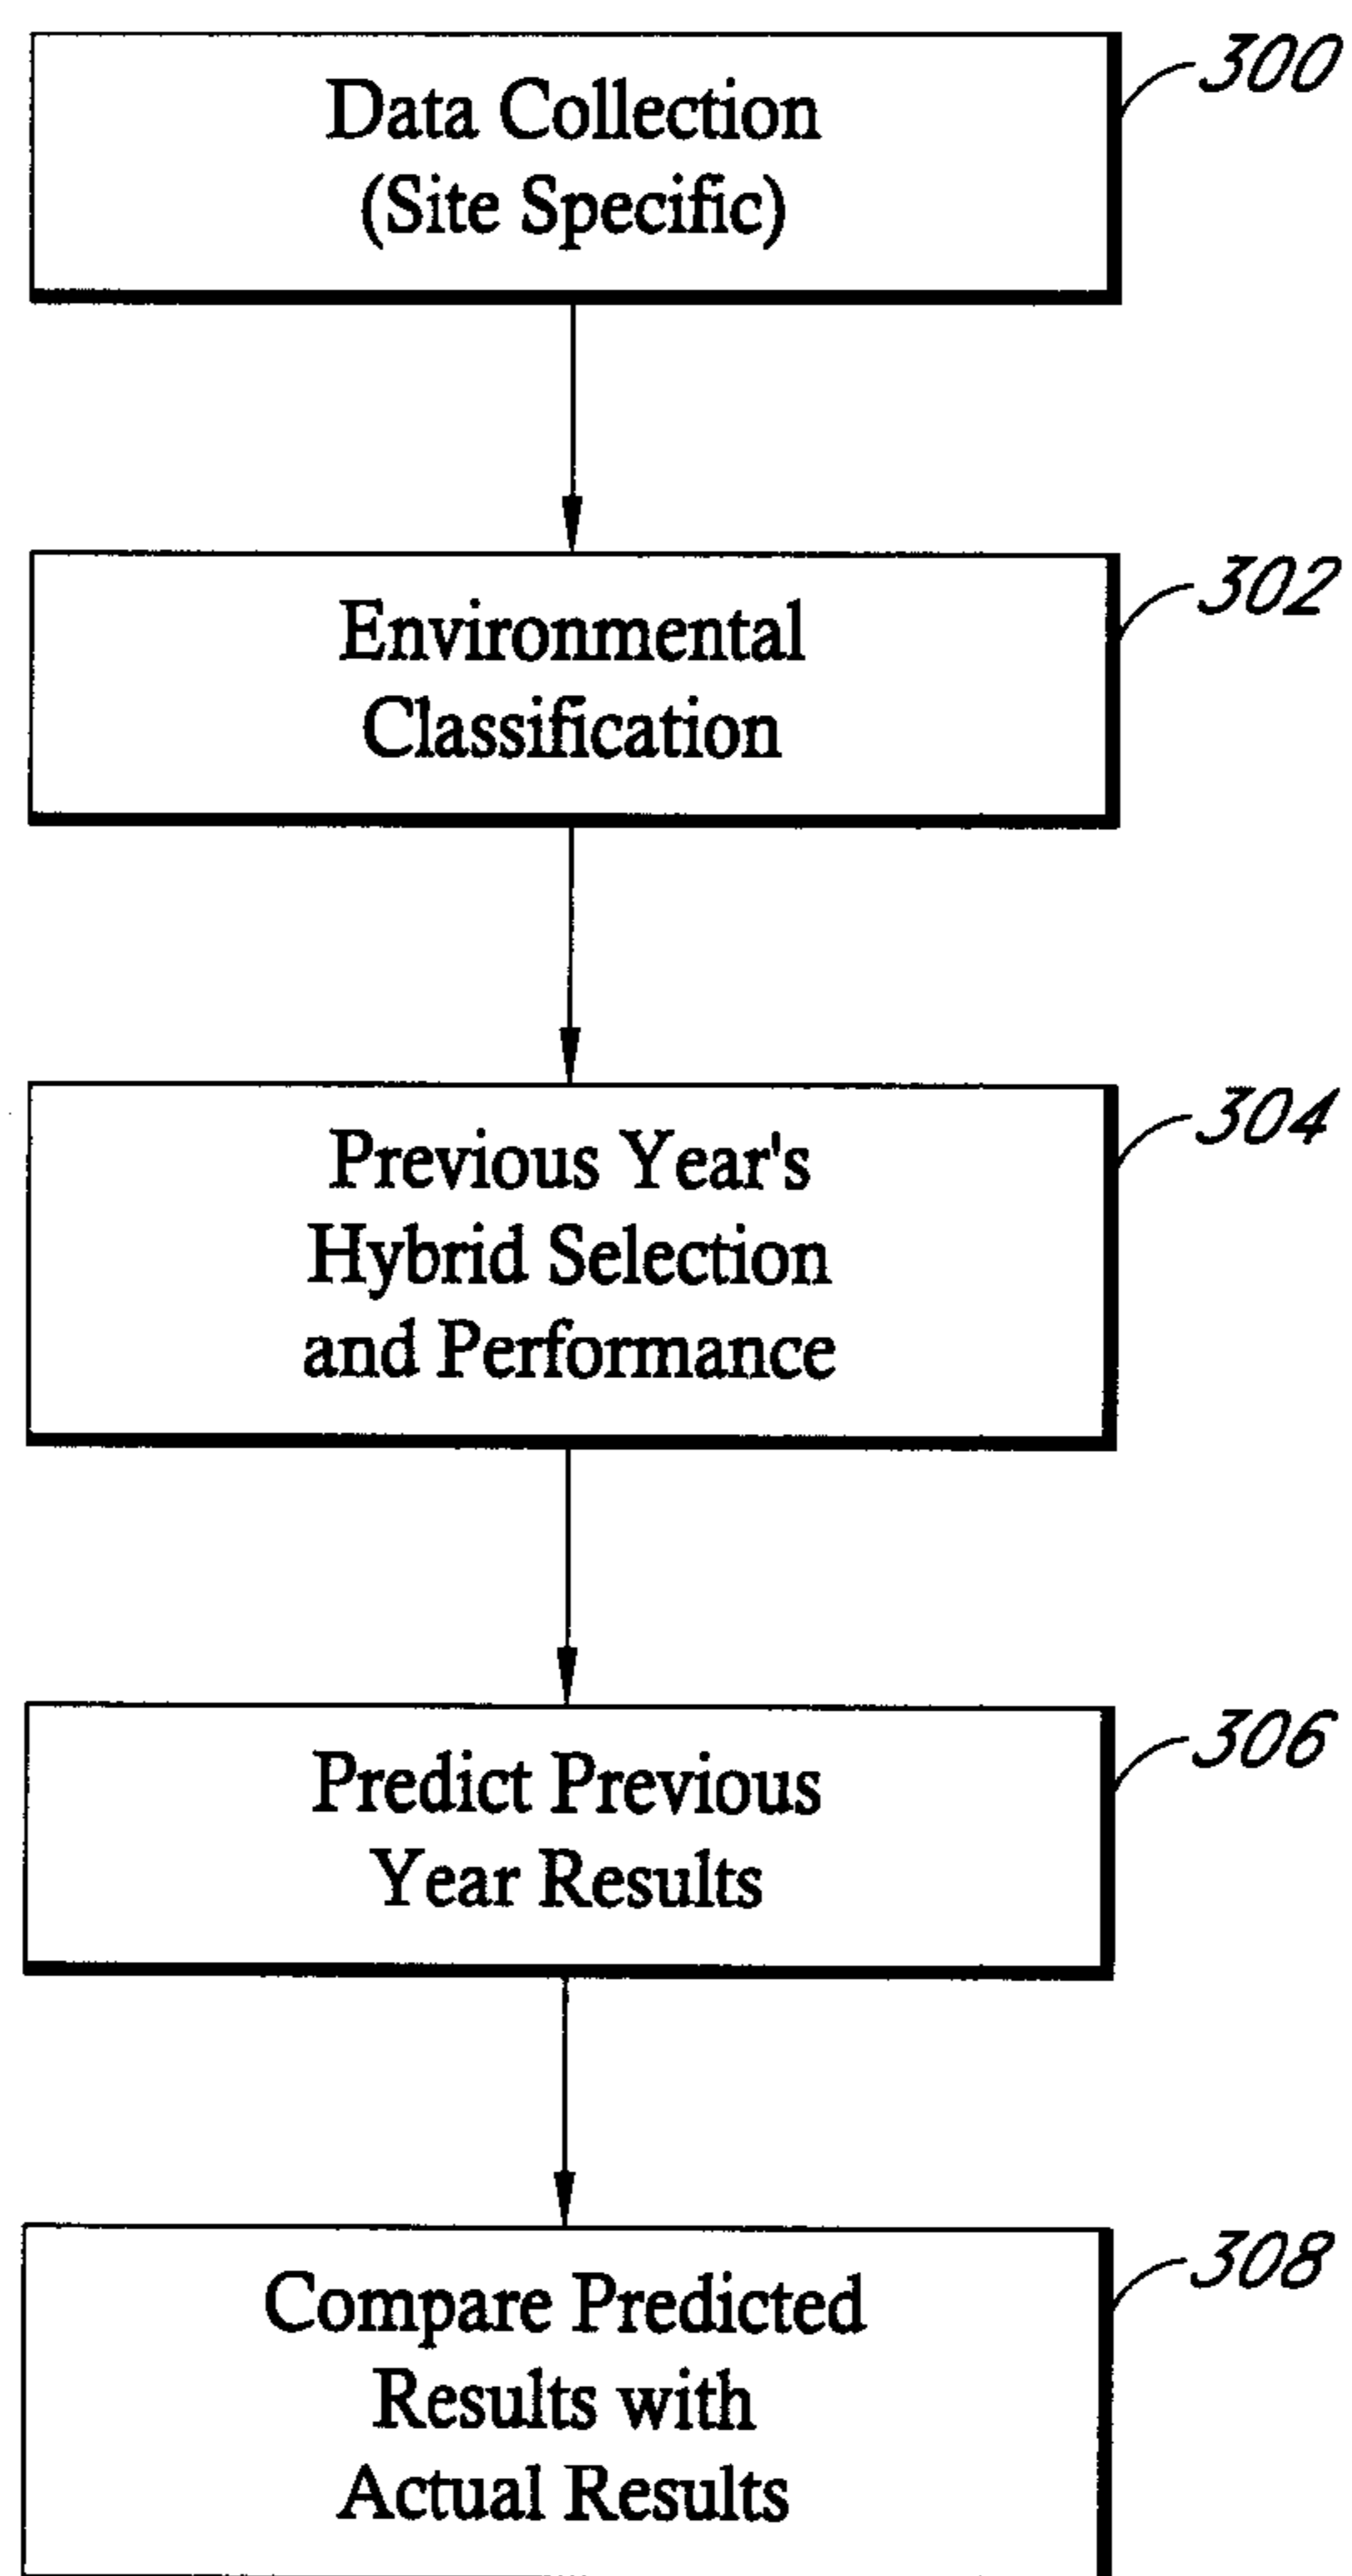 Data Collection
(Site Specific)
300
Environmental
Classification
302
Previous Year's
Hybrid Selection
and Performance
304
Predict Previous
Year Results
306
Compare Predicted
Results with
Actual Results
308